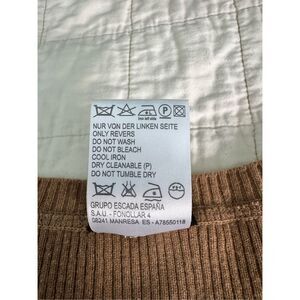 NUR VON DER LINKEN SEITE
ONLY REVERS
DO NOT WASH
DO NOT BLEACH
COOL IRON
DRY CLEANABLE (P)
DO NOT TUMBLE DRY
GRUPO ESCADA ESPAÑA
S.A.U. - FONOLLAR 4
08241 MANRESA ES - A78550118